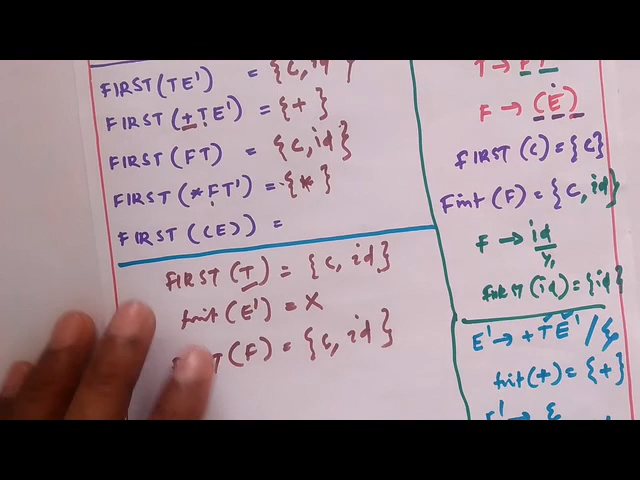 FIRST(TE') = {C, id}
FIRST(+TE') = {+}
FIRST(FT) = {C, id}
FIRST(*FT') = {*}
FIRST((E)) =
FIRST(T) = {C, id}
First(E') = X
(F) = {C, id}
F → (E)
FIRST(C) = {C}
First(F) = {C, id}
F → id
FIRST(id) = {id}
E' → +TE' / ε
First(+) = {+}
E' → ε